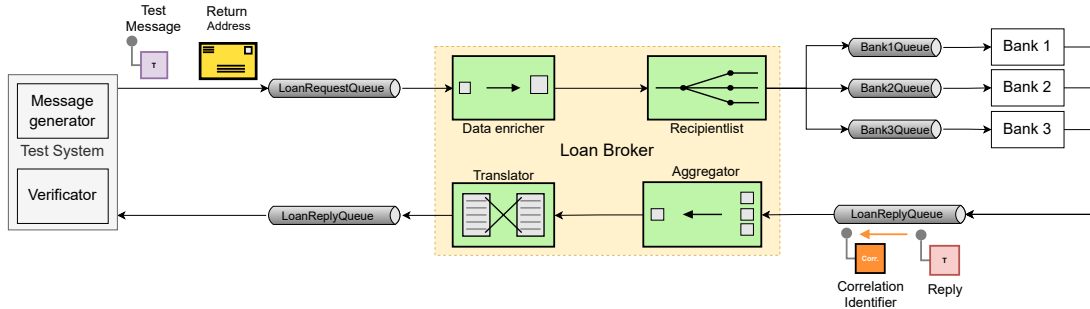 Test
Message
T
Return
Address
LoanRequestQueue
Message
generator
Test System
Verificator
Data enricher
Recipientlist
Loan Broker
Translator
Aggregator
Bank1Queue
Bank2Queue
Bank3Queue
Bank 1
Bank 2
Bank 3
LoanReplyQueue
LoanReplyQueue
Corr.
T
Correlation
Identifier
Reply